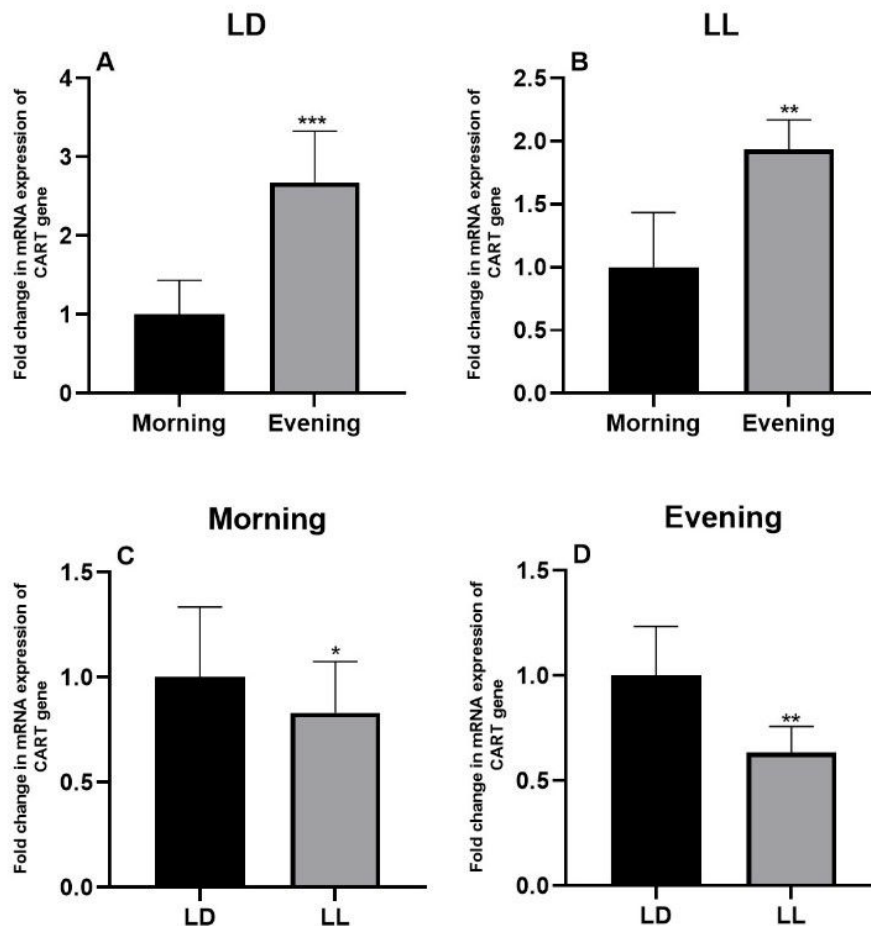 LD
A
Fold change in mRNA expression of
CART gene
4
3
2
1
0
***
Morning Evening
LL
B
Fold change in mRNA expression of
CART gene
2.5
2.0
1.5
1.0
0.5
0.0
**
Morning Evening
Morning
C
Fold change in mRNA expression of
CART gene
1.5
1.0
0.5
0.0
*
LD LL
Evening
D
Fold change in mRNA expression of
CART gene
1.5
1.0
0.5
0.0
**
LD LL